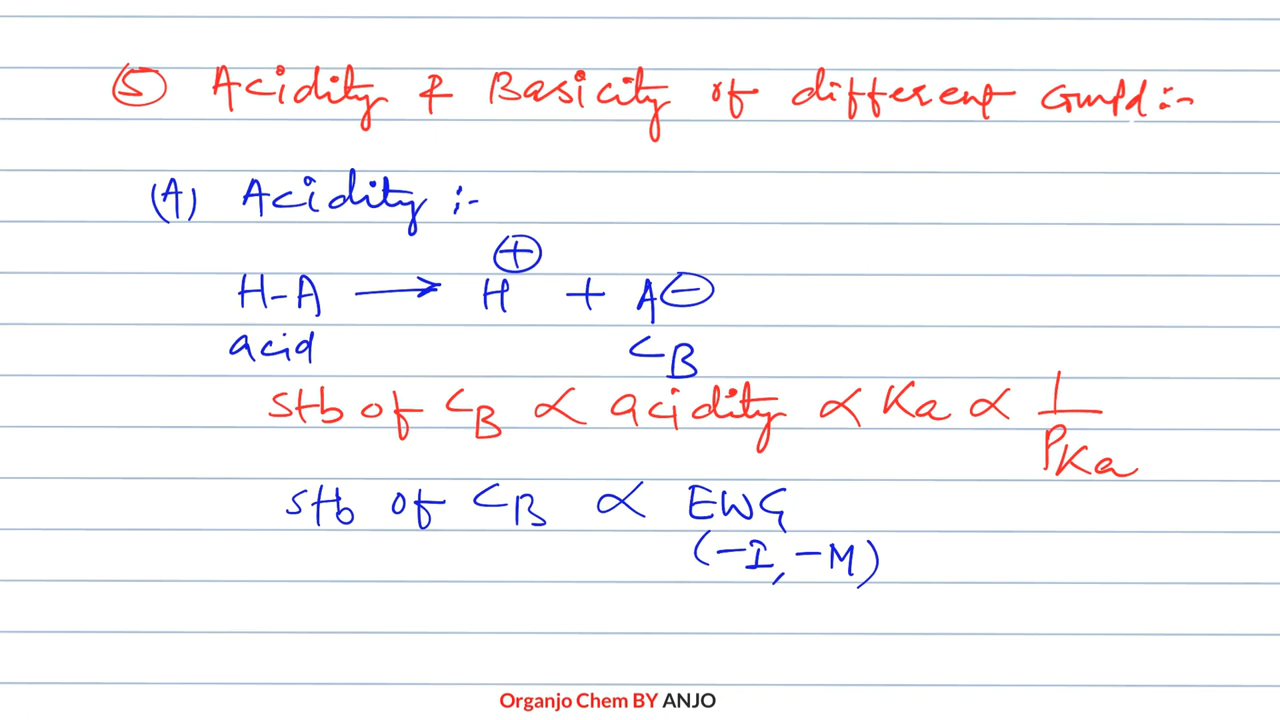 ⑤ Acidity & Basicity of different Cmpd :-
(A) Acidity :-
H-A ⟶ H⊕ + A⊖
acid CB
stb of CB ∝ acidity ∝ Ka ∝ 1/PKa
stb of CB ∝ EWG
(-I, -M)
Organjo Chem BY ANJO